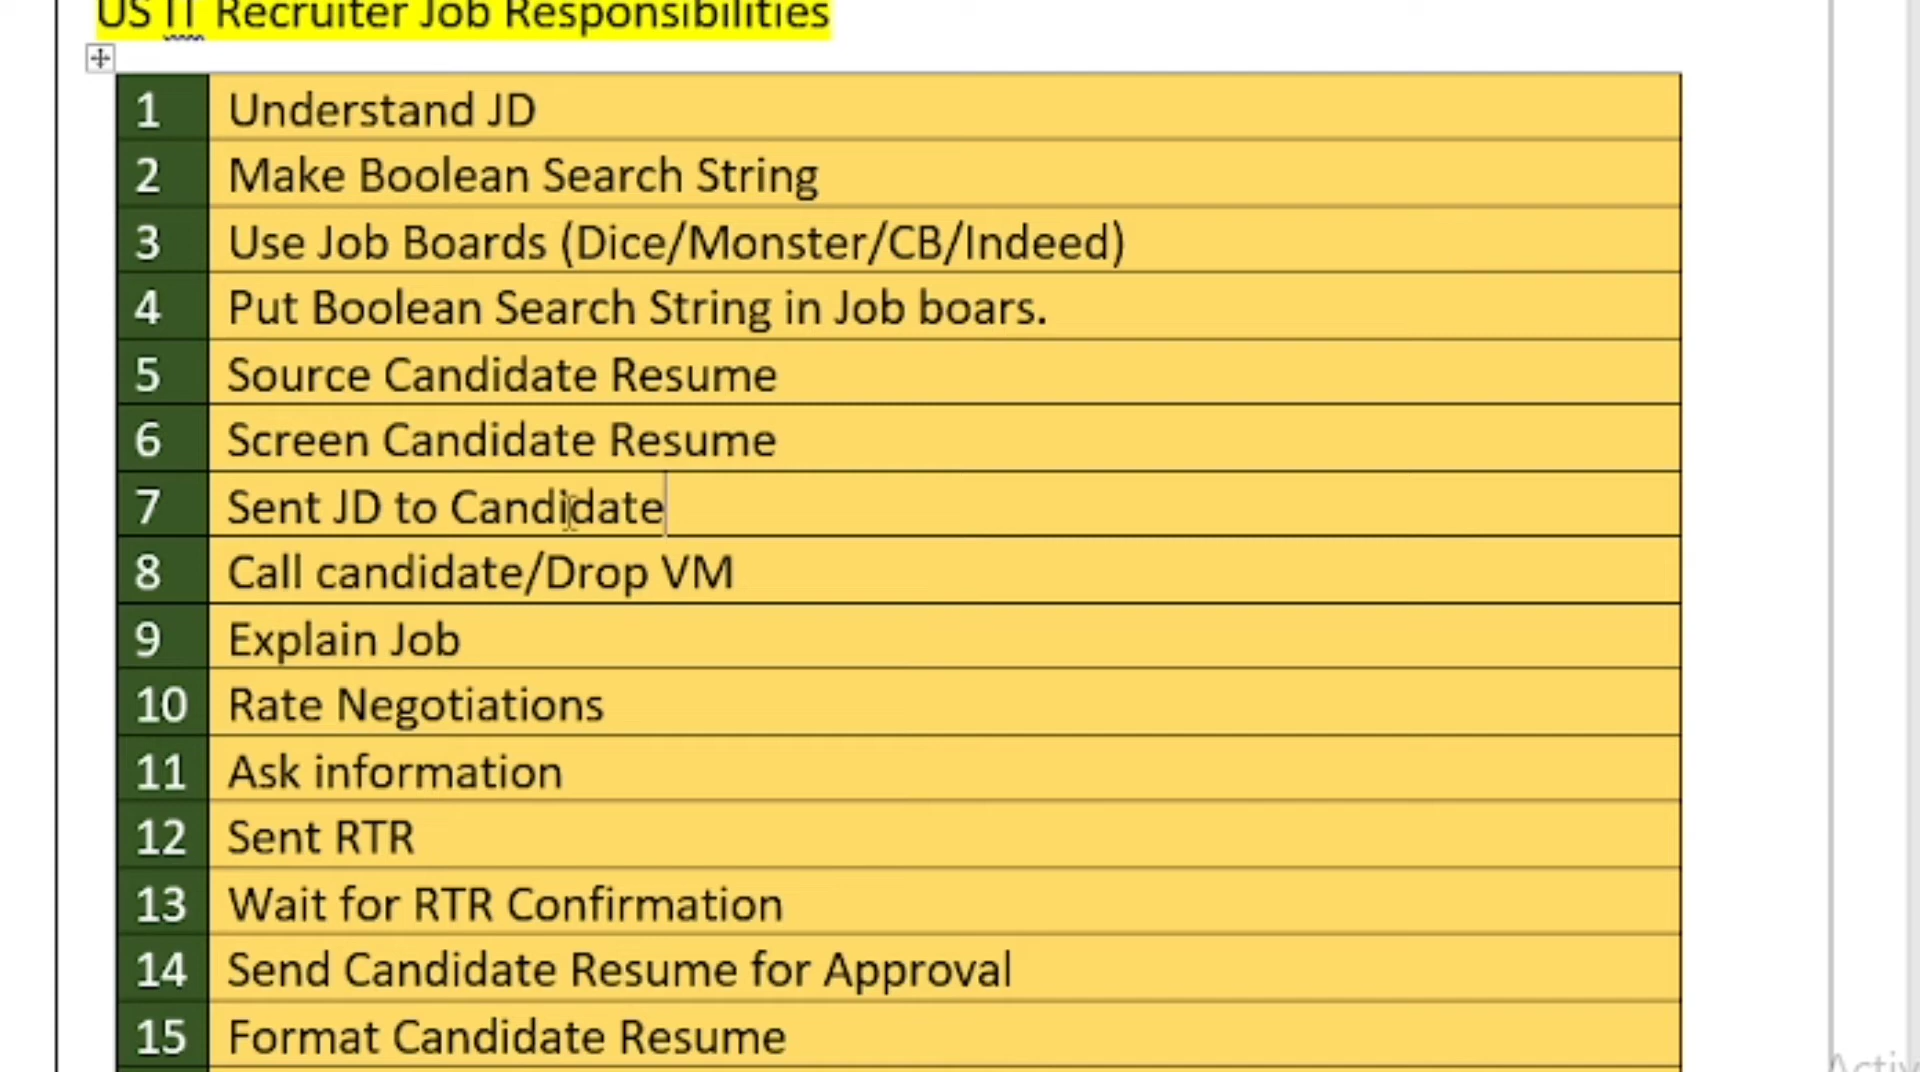 US IT Recruiter Job Responsibilities
1 Understand JD
2 Make Boolean Search String
3 Use Job Boards (Dice/Monster/CB/Indeed)
4 Put Boolean Search String in Job boars.
5 Source Candidate Resume
6 Screen Candidate Resume
7 Sent JD to Candidate
8 Call candidate/Drop VM
9 Explain Job
10 Rate Negotiations
11 Ask information
12 Sent RTR
13 Wait for RTR Confirmation
14 Send Candidate Resume for Approval
15 Format Candidate Resume